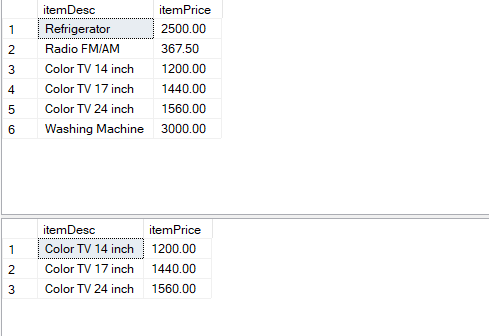 itemDesc itemPrice
1 Refrigerator 2500.00
2 Radio FM/AM 367.50
3 Color TV 14 inch 1200.00
4 Color TV 17 inch 1440.00
5 Color TV 24 inch 1560.00
6 Washing Machine 3000.00
itemDesc itemPrice
1 Color TV 14 inch 1200.00
2 Color TV 17 inch 1440.00
3 Color TV 24 inch 1560.00